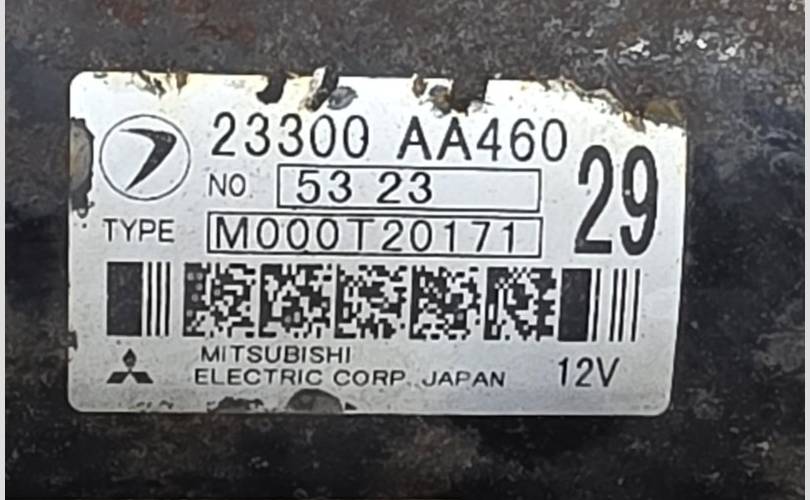 23300 AA460
NO. 53 23
29
TYPE M000T20171
MITSUBISHI
ELECTRIC CORP. JAPAN 12V